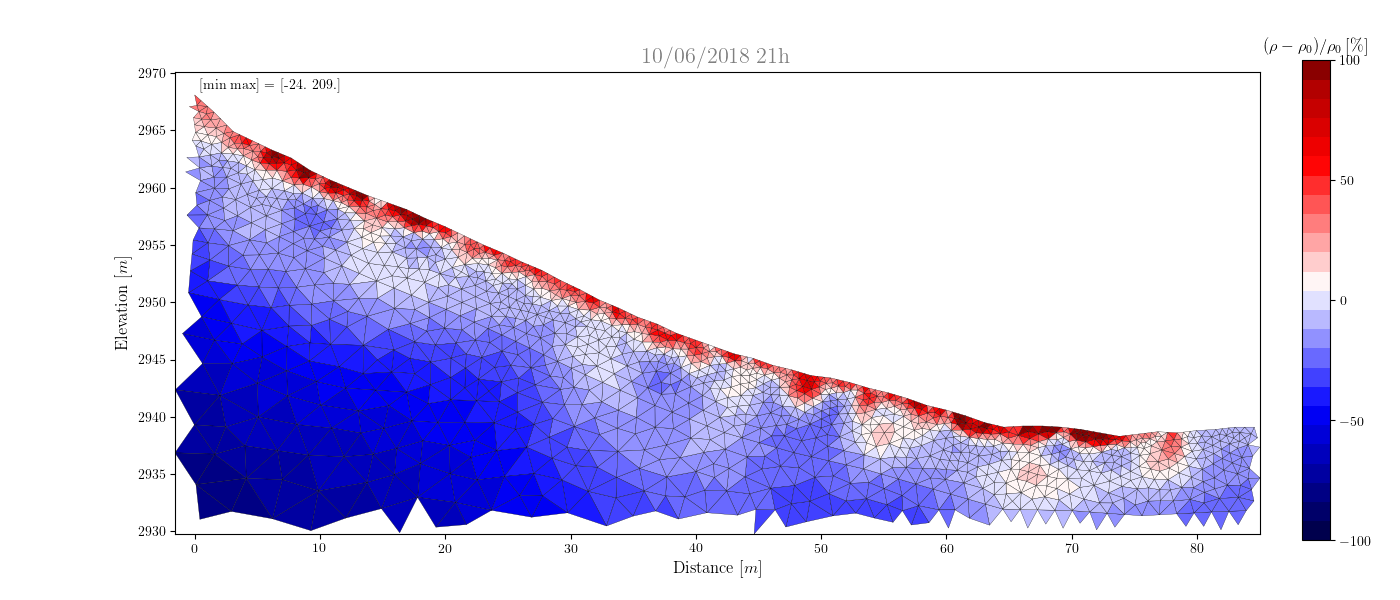 10/06/2018 21h
(ρ − ρ0)/ρ0 [%]
[min max] = [-24. 209.]
2970
2965
2960
2955
2950
2945
2940
2935
2930
Elevation [m]
0 10 20 30 40 50 60 70 80
Distance [m]
100
50
0
−50
−100